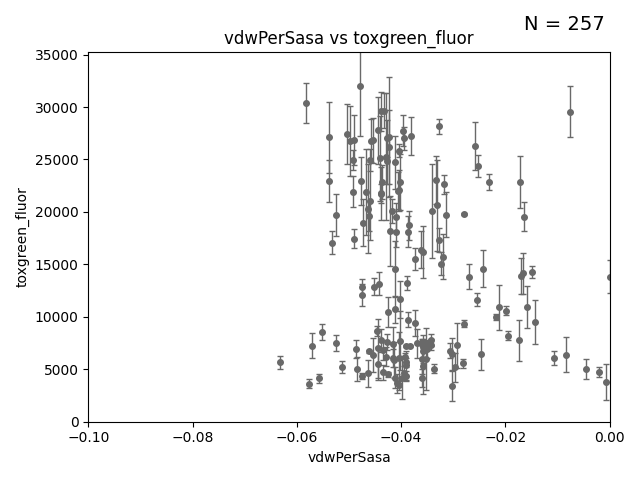 N = 257
vdwPerSasa vs toxgreen_fluor
35000
30000
25000
20000
15000
10000
5000
0
toxgreen_fluor
−0.10 −0.08 −0.06 −0.04 −0.02 0.00
vdwPerSasa